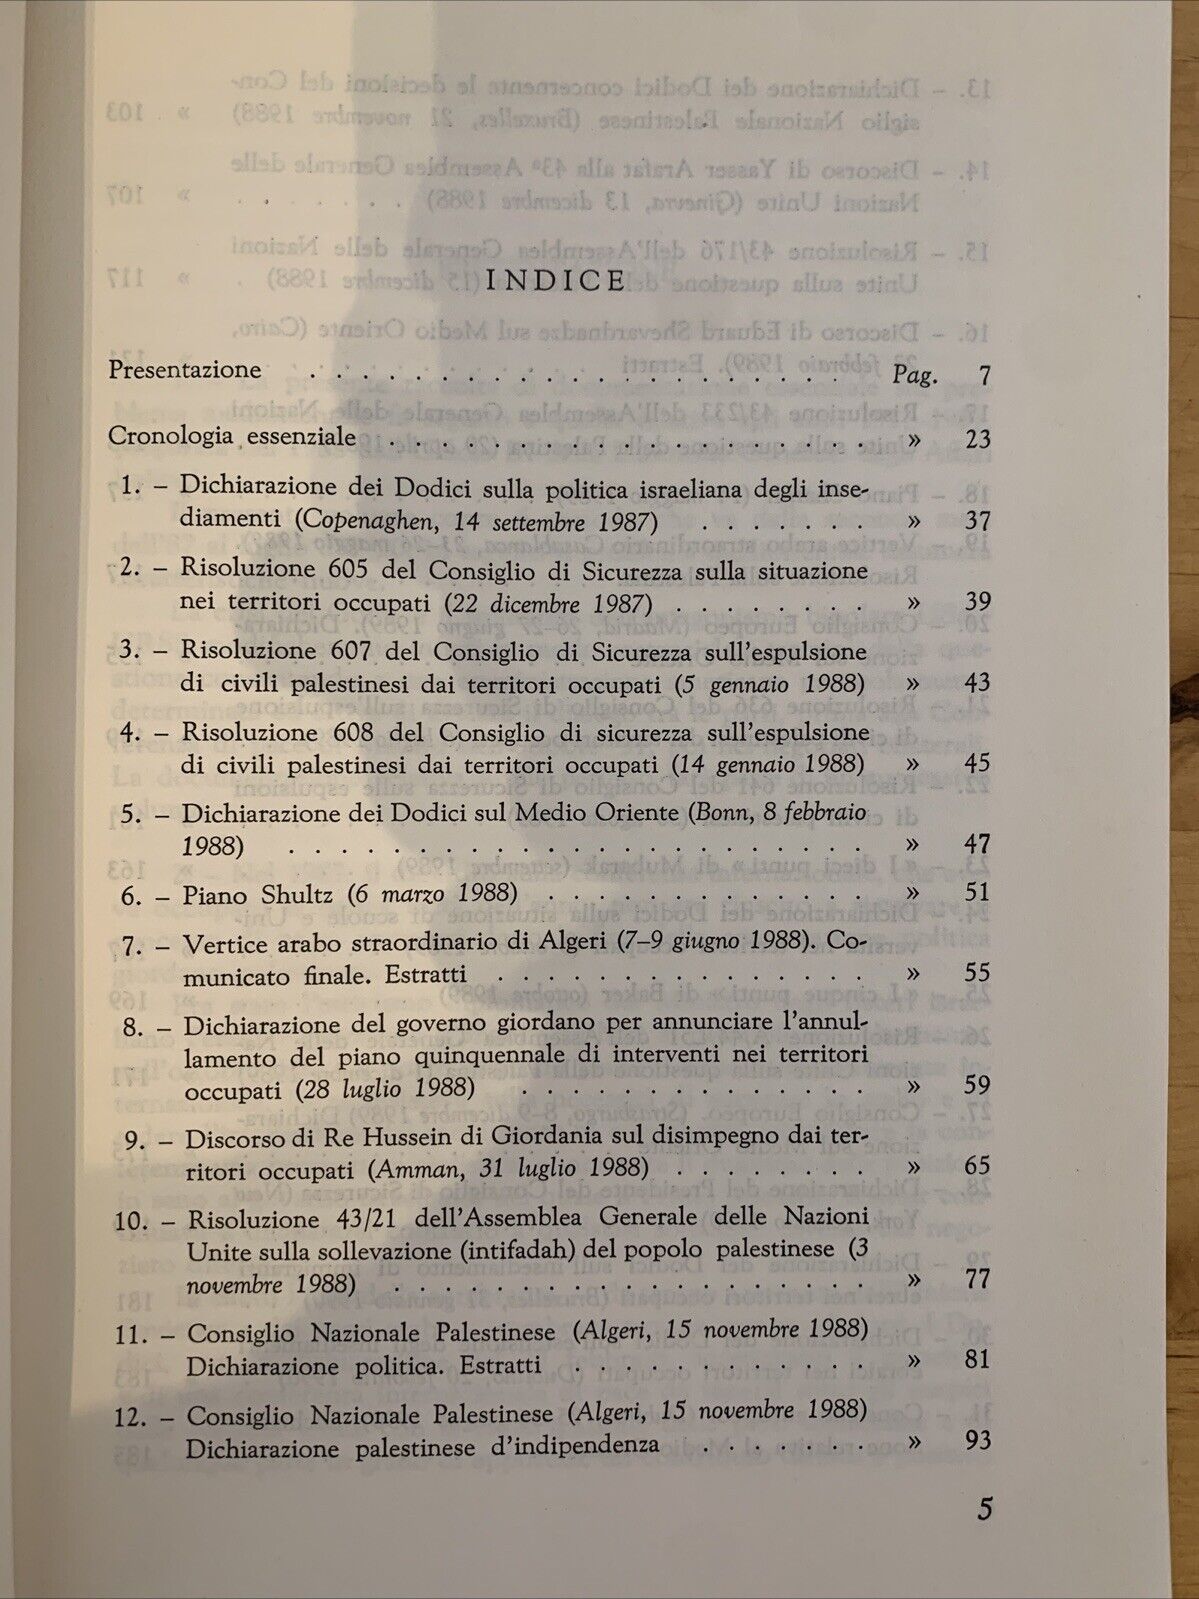 INDICE
Presentazione . . . . . . . . . . . . . . . . . . . . . Pag. 7
Cronologia essenziale . . . . . . . . . . . . . . . . . . . » 23
1. – Dichiarazione dei Dodici sulla politica israeliana degli inse-
diamenti (Copenaghen, 14 settembre 1987) . . . . . . . » 37
2. – Risoluzione 605 del Consiglio di Sicurezza sulla situazione
nei territori occupati (22 dicembre 1987) . . . . . . . . » 39
3. – Risoluzione 607 del Consiglio di Sicurezza sull'espulsione
di civili palestinesi dai territori occupati (5 gennaio 1988) » 43
4. – Risoluzione 608 del Consiglio di sicurezza sull'espulsione
di civili palestinesi dai territori occupati (14 gennaio 1988) » 45
5. – Dichiarazione dei Dodici sul Medio Oriente (Bonn, 8 febbraio
1988) . . . . . . . . . . . . . . . . . . . . . . . » 47
6. – Piano Shultz (6 marzo 1988) . . . . . . . . . . . . . » 51
7. – Vertice arabo straordinario di Algeri (7–9 giugno 1988). Co-
municato finale. Estratti . . . . . . . . . . . . . . . » 55
8. – Dichiarazione del governo giordano per annunciare l'annul-
lamento del piano quinquennale di interventi nei territori
occupati (28 luglio 1988) . . . . . . . . . . . . . . » 59
9. – Discorso di Re Hussein di Giordania sul disimpegno dai ter-
ritori occupati (Amman, 31 luglio 1988) . . . . . . . . » 65
10. – Risoluzione 43/21 dell'Assemblea Generale delle Nazioni
Unite sulla sollevazione (intifadah) del popolo palestinese (3
novembre 1988) . . . . . . . . . . . . . . . . . . . » 77
11. – Consiglio Nazionale Palestinese (Algeri, 15 novembre 1988)
Dichiarazione politica. Estratti . . . . . . . . . . . . » 81
12. – Consiglio Nazionale Palestinese (Algeri, 15 novembre 1988)
Dichiarazione palestinese d'indipendenza . . . . . . . » 93
5